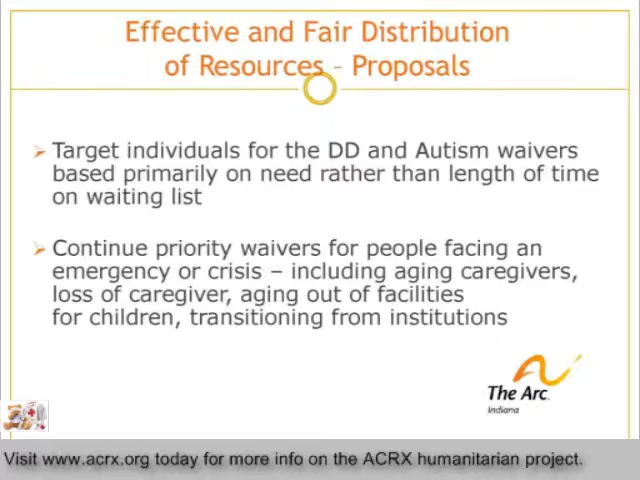 Effective and Fair Distribution
of Resources – Proposals
Target individuals for the DD and Autism waivers
based primarily on need rather than length of time
on waiting list
Continue priority waivers for people facing an
emergency or crisis – including aging caregivers,
loss of caregiver, aging out of facilities
for children, transitioning from institutions
The Arc.
Indiana
Visit www.acrx.org today for more info on the ACRX humanitarian project.